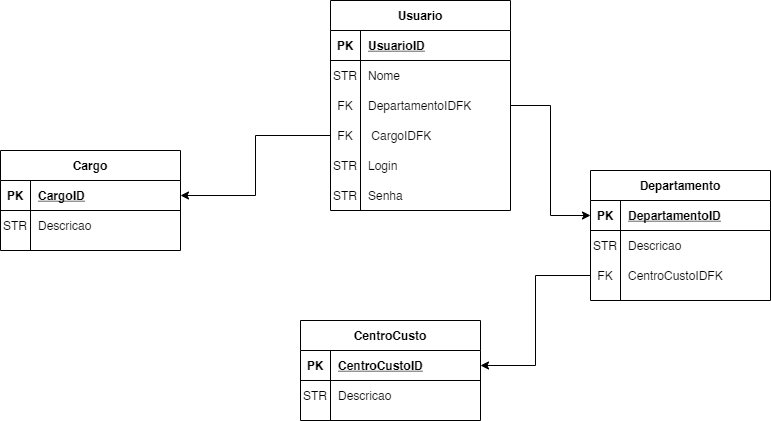 Usuario
PK UsuarioID
STR Nome
FK DepartamentoIDFK
FK CargoIDFK
STR Login
STR Senha
Cargo
PK CargoID
STR Descricao
Departamento
PK DepartamentoID
STR Descricao
FK CentroCustoIDFK
CentroCusto
PK CentroCustoID
STR Descricao